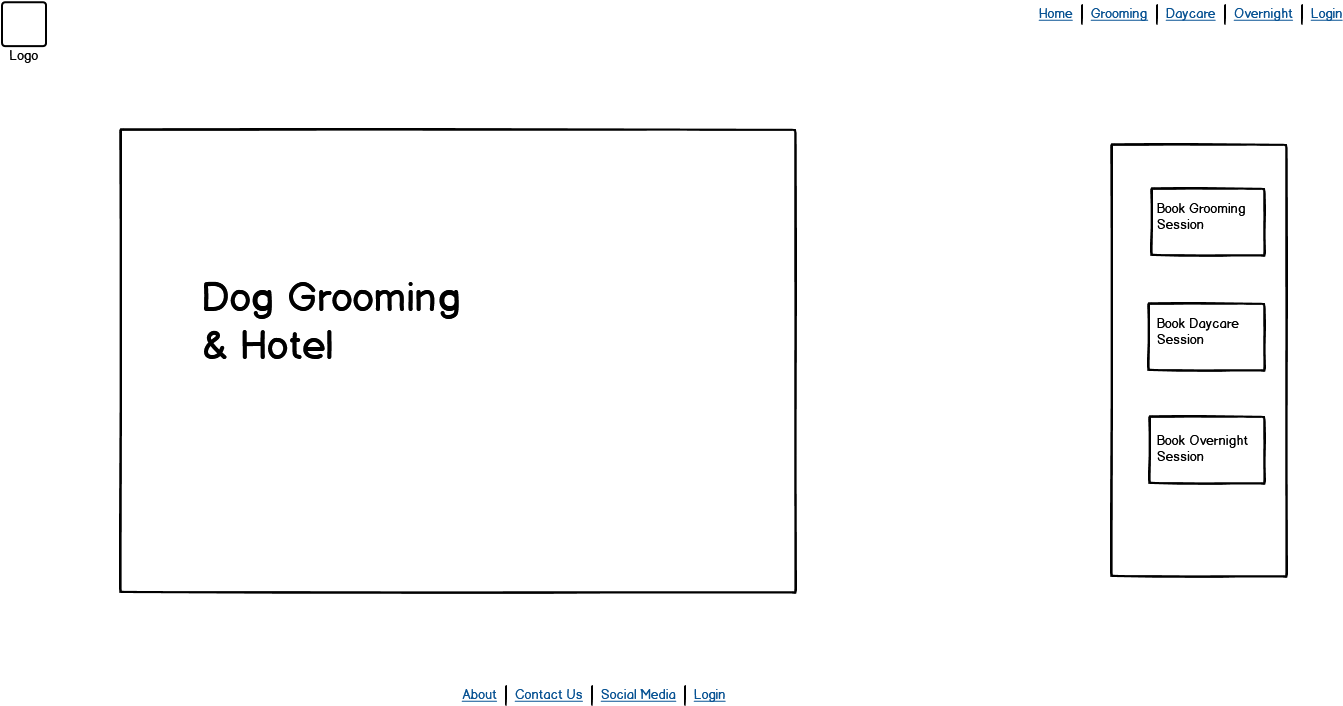 Home | Grooming | Daycare | Overnight | Login
Logo
Dog Grooming
& Hotel
Book Grooming
Session
Book Daycare
Session
Book Overnight
Session
About | Contact Us | Social Media | Login